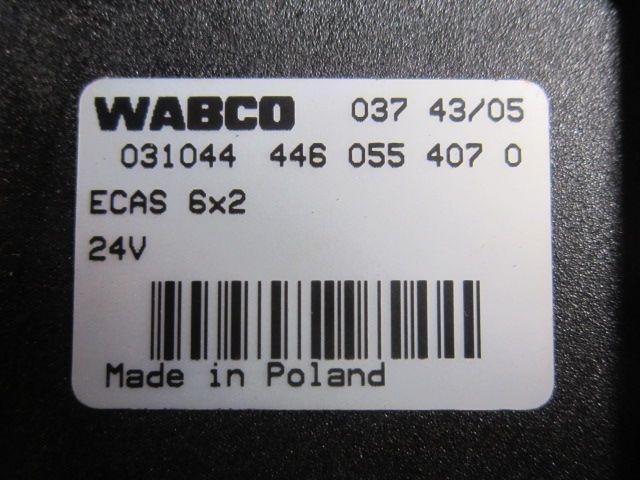 WABCO 037 43/05
031044 446 055 407 0
ECAS 6x2
24V
Made in Poland